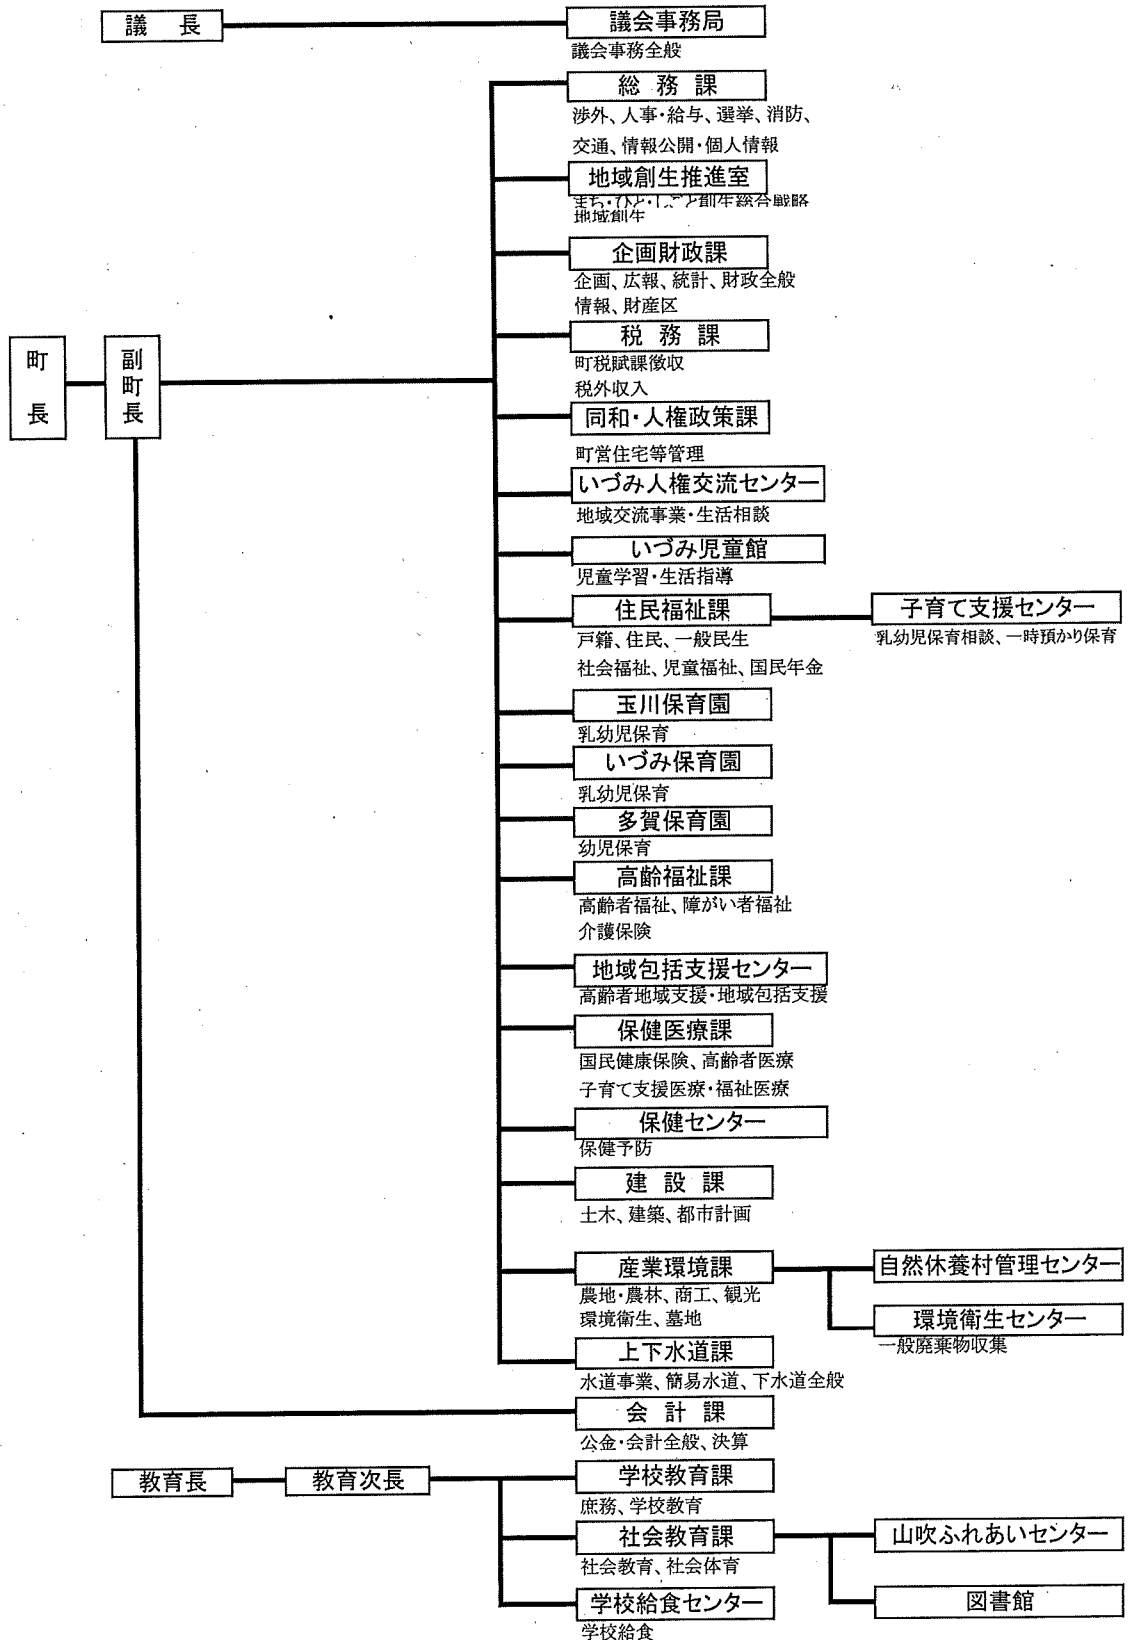 議長
議会事務局
議会事務全般
町長
副町長
総務課
渉外、人事・給与、選挙、消防、
交通、情報公開・個人情報
地域創生推進室
まち・ひと・しごと創生総合戦略
地域創生
企画財政課
企画、広報、統計、財政全般
情報、財産区
税務課
町税賦課徴収
税外収入
同和・人権政策課
町営住宅等管理
いづみ人権交流センター
地域交流事業・生活相談
いづみ児童館
児童学習・生活指導
住民福祉課
戸籍、住民、一般民生
社会福祉、児童福祉、国民年金
子育て支援センター
乳幼児保育相談、一時預かり保育
玉川保育園
乳幼児保育
いづみ保育園
乳幼児保育
多賀保育園
幼児保育
高齢福祉課
高齢者福祉、障がい者福祉
介護保険
地域包括支援センター
高齢者地域支援・地域包括支援
保健医療課
国民健康保険、高齢者医療
子育て支援医療・福祉医療
保健センター
保健予防
建設課
土木、建築、都市計画
産業環境課
農地・農林、商工、観光
環境衛生、墓地
自然休養村管理センター
環境衛生センター
一般廃棄物収集
上下水道課
水道事業、簡易水道、下水道全般
会計課
公金・会計全般、決算
教育長
教育次長
学校教育課
庶務、学校教育
社会教育課
社会教育、社会体育
山吹ふれあいセンター
図書館
学校給食センター
学校給食